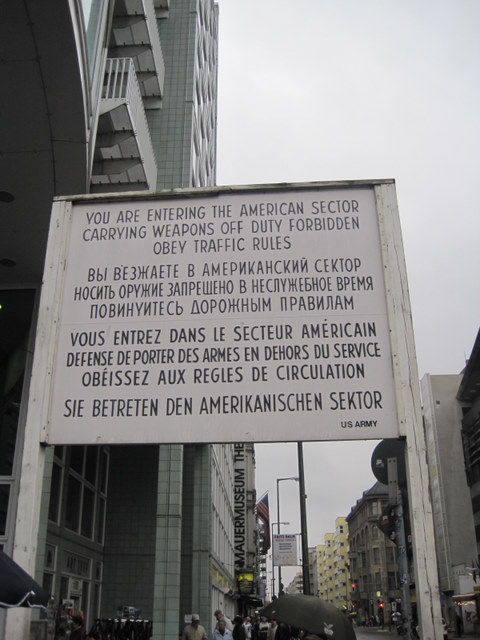 YOU ARE ENTERING THE AMERICAN SECTOR
CARRYING WEAPONS OFF DUTY FORBIDDEN
OBEY TRAFFIC RULES
ВЫ ВЪЕЗЖАЕТЕ В АМЕРИКАНСКИЙ СЕКТОР
НОСИТЬ ОРУЖИЕ ЗАПРЕЩЕНО В НЕСЛУЖЕБНОЕ ВРЕМЯ
ПОВИНУЙТЕСЬ ДОРОЖНЫМ ПРАВИЛАМ
VOUS ENTREZ DANS LE SECTEUR AMÉRICAIN
DEFENSE DE PORTER DES ARMES EN DEHORS DU SERVICE
OBÉISSEZ AUX REGLES DE CIRCULATION
SIE BETRETEN DEN AMERIKANISCHEN SEKTOR
US ARMY
MAUERMUSEUM THE